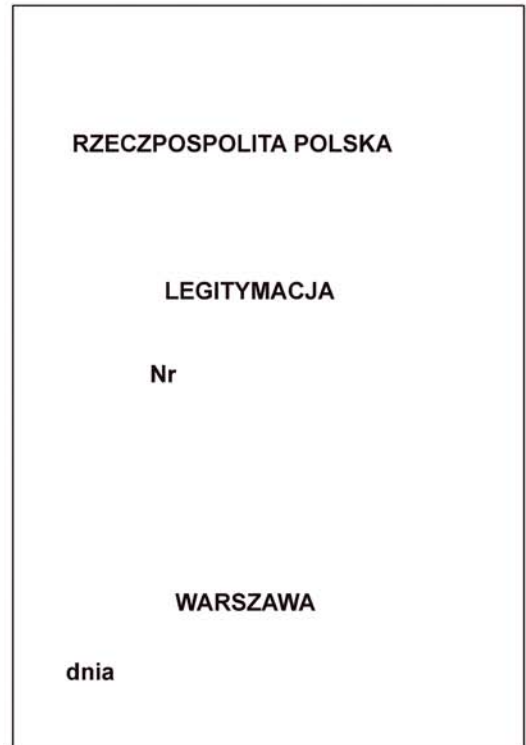 RZECZPOSPOLITA POLSKA
LEGITYMACJA
Nr
WARSZAWA
dnia